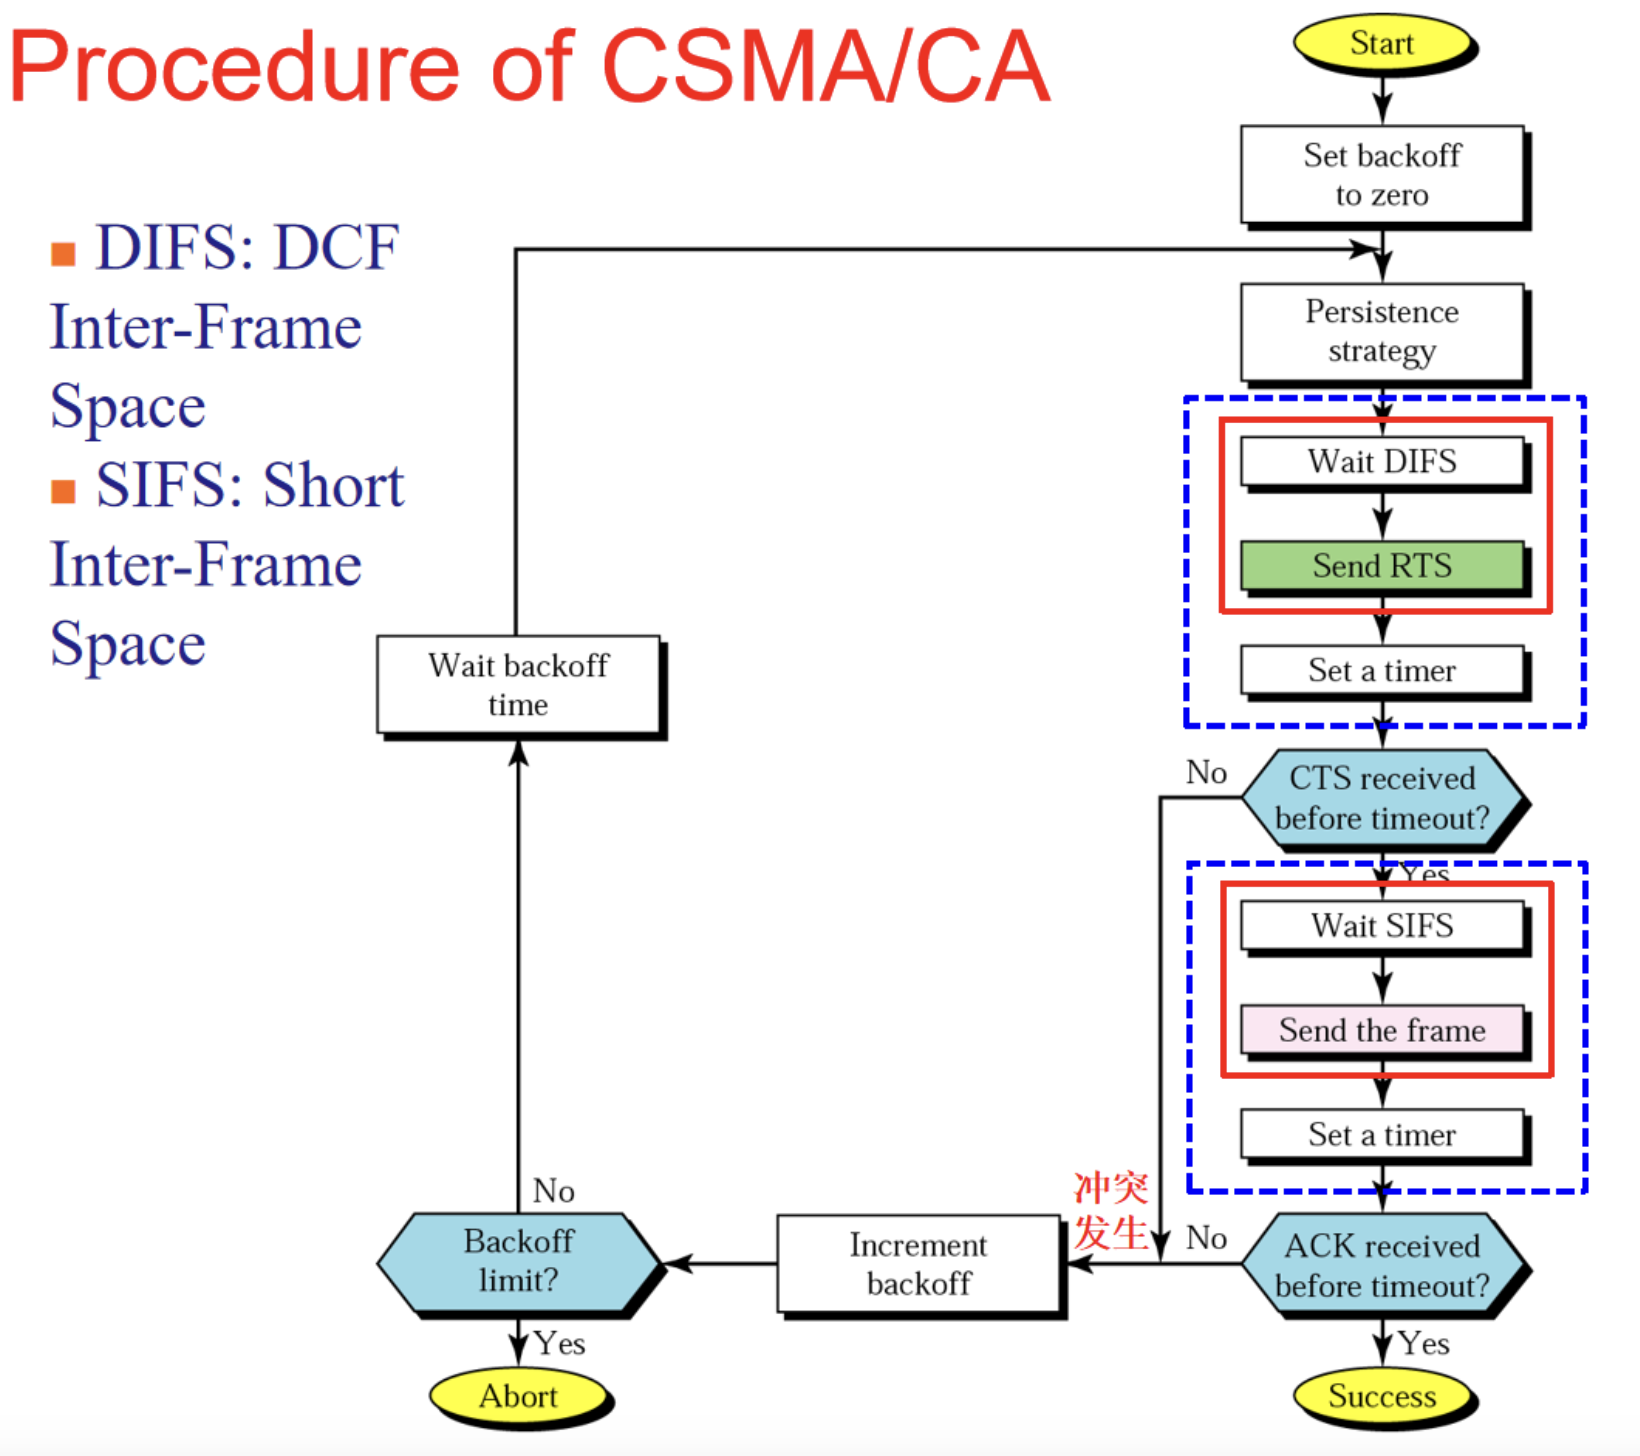 Procedure of CSMA/CA
DIFS: DCF
Inter-Frame
Space
SIFS: Short
Inter-Frame
Space
Start
Set backoff
to zero
Persistence
strategy
Wait DIFS
Send RTS
Set a timer
CTS received
before timeout?
No
Yes
Wait SIFS
Send the frame
Set a timer
ACK received
before timeout?
No
Yes
Success
冲突
发生
Increment
backoff
Backoff
limit?
No
Yes
Abort
Wait backoff
time